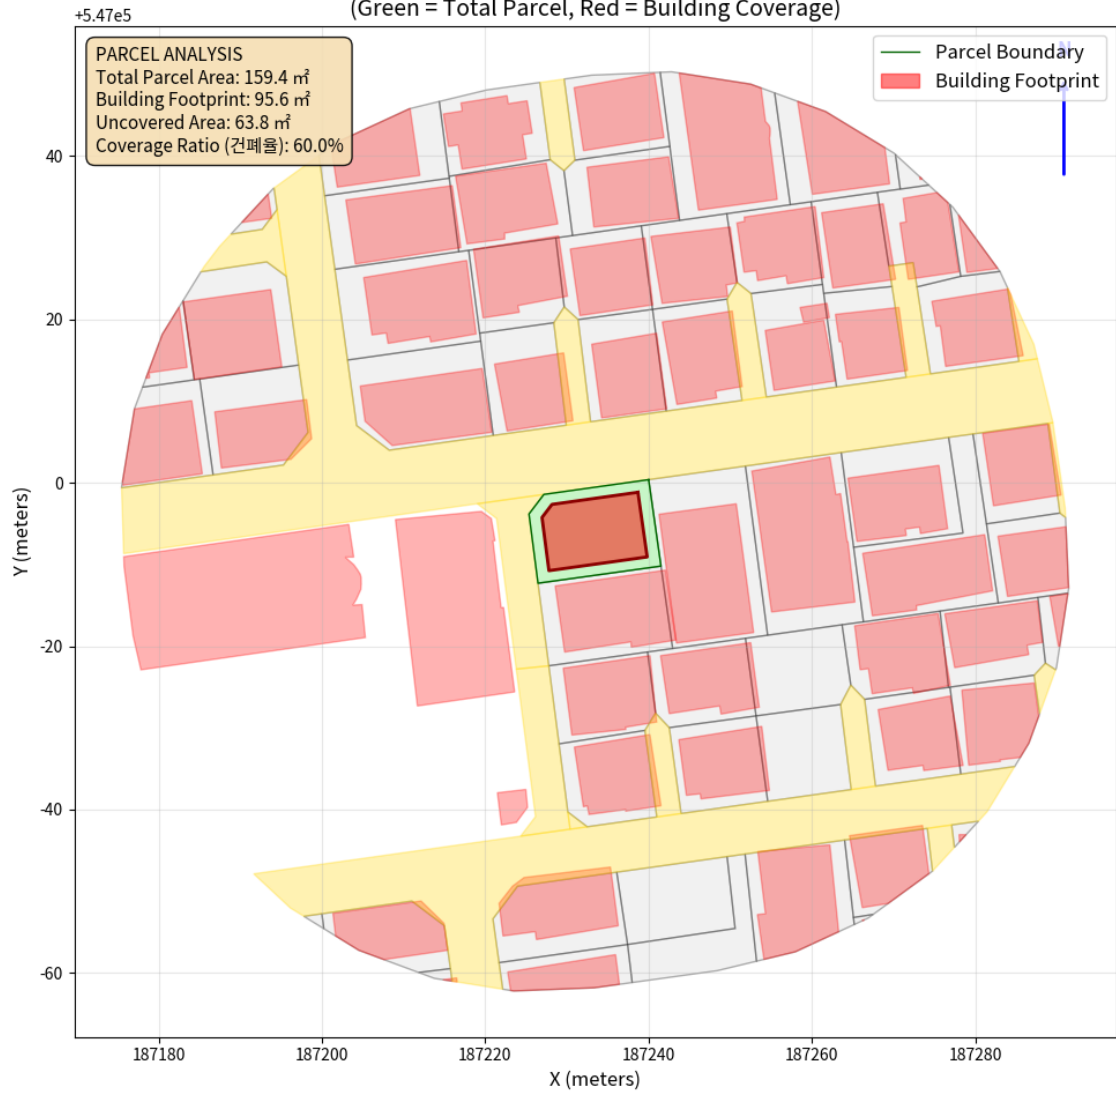 (Green = Total Parcel, Red = Building Coverage)
+5.47e5
PARCEL ANALYSIS
Total Parcel Area: 159.4 ㎡
Building Footprint: 95.6 ㎡
Uncovered Area: 63.8 ㎡
Coverage Ratio (건폐율): 60.0%
Parcel Boundary
Building Footprint
N
40
20
0
-20
-40
-60
Y (meters)
187180
187200
187220
187240
187260
187280
X (meters)